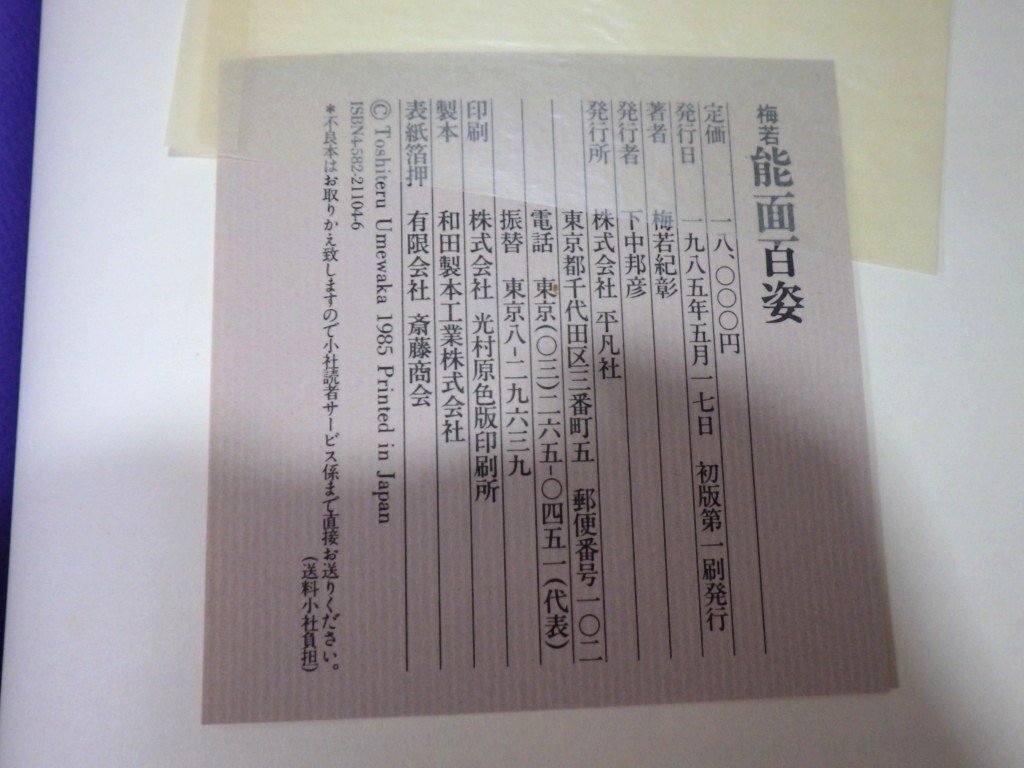 梅若能面百姿
定価 一八、〇〇〇円
発行日 一九八五年五月一七日 初版第一刷発行
著者 梅若紀彰
発行者 下中邦彦
発行所 株式会社 平凡社
東京都千代田区三番町五 郵便番号一〇二
電話 東京(〇三)二六五-〇四五一(代表)
振替 東京八-二九六三九
印刷 株式会社 光村原色版印刷所
製本 和田製本工業株式会社
表紙箔押 有限会社 斎藤商会
© Toshiteru Umewaka 1985 Printed in Japan
ISBN4-582-21104-6
*不良本はお取りかえ致しますので小社読者サービス係まで直接お送りください。
(送料小社負担)